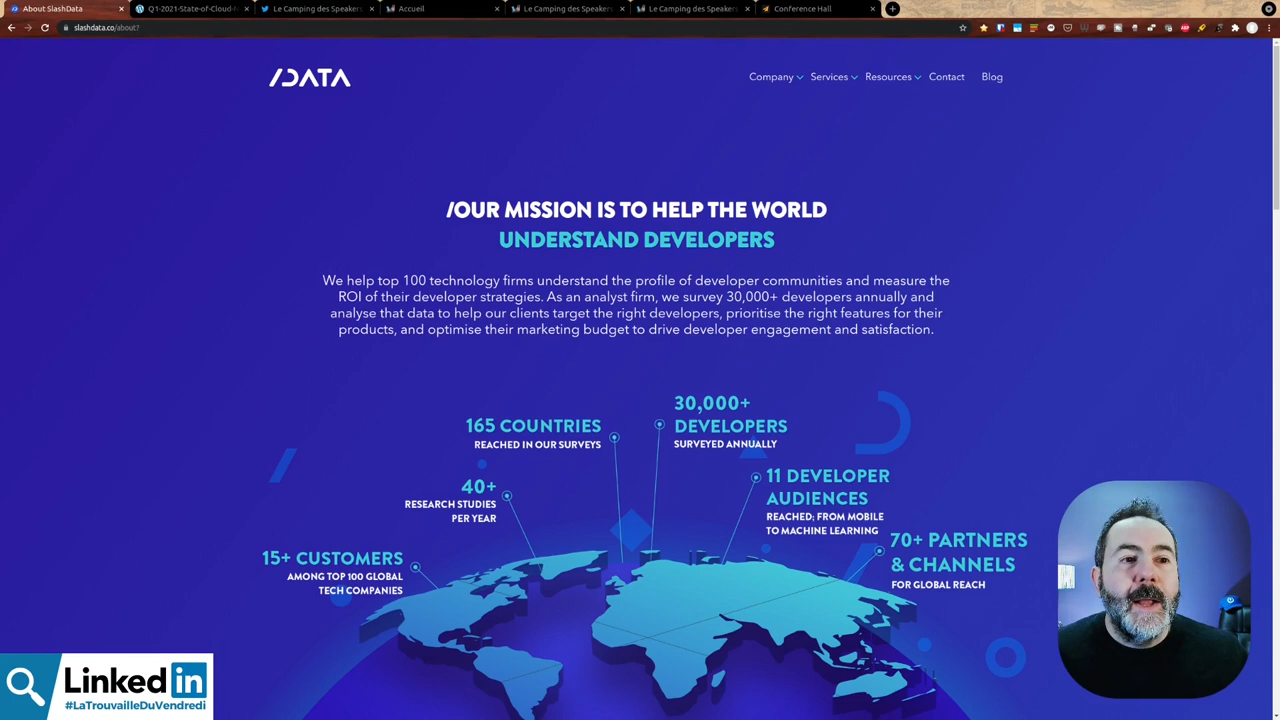 About SlashData
Q1-2021-State-of-Cloud-N
Le Camping des Speakers
Accueil
Le Camping des Speakers
Le Camping des Speakers
Conference Hall
slashdata.co/about?
/DATA
Company
Services
Resources
Contact
Blog
/OUR MISSION IS TO HELP THE WORLD
UNDERSTAND DEVELOPERS
We help top 100 technology firms understand the profile of developer communities and measure the
ROI of their developer strategies. As an analyst firm, we survey 30,000+ developers annually and
analyse that data to help our clients target the right developers, prioritise the right features for their
products, and optimise their marketing budget to drive developer engagement and satisfaction.
165 COUNTRIES
REACHED IN OUR SURVEYS
30,000+
DEVELOPERS
SURVEYED ANNUALLY
40+
RESEARCH STUDIES
PER YEAR
11 DEVELOPER
AUDIENCES
REACHED; FROM MOBILE
TO MACHINE LEARNING
15+ CUSTOMERS
AMONG TOP 100 GLOBAL
TECH COMPANIES
70+ PARTNERS
& CHANNELS
FOR GLOBAL REACH
Linked in
#LaTrouvailleDuVendredi